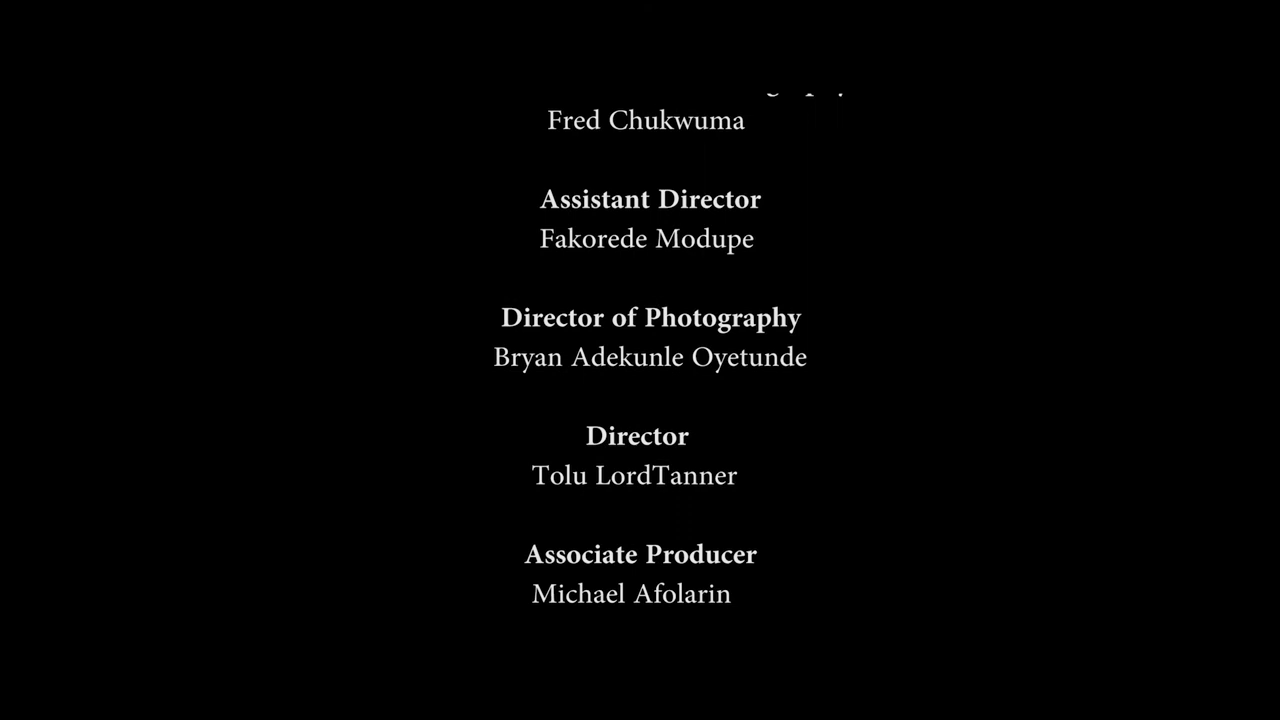 Fred Chukwuma
Assistant Director
Fakorede Modupe
Director of Photography
Bryan Adekunle Oyetunde
Director
Tolu LordTanner
Associate Producer
Michael Afolarin